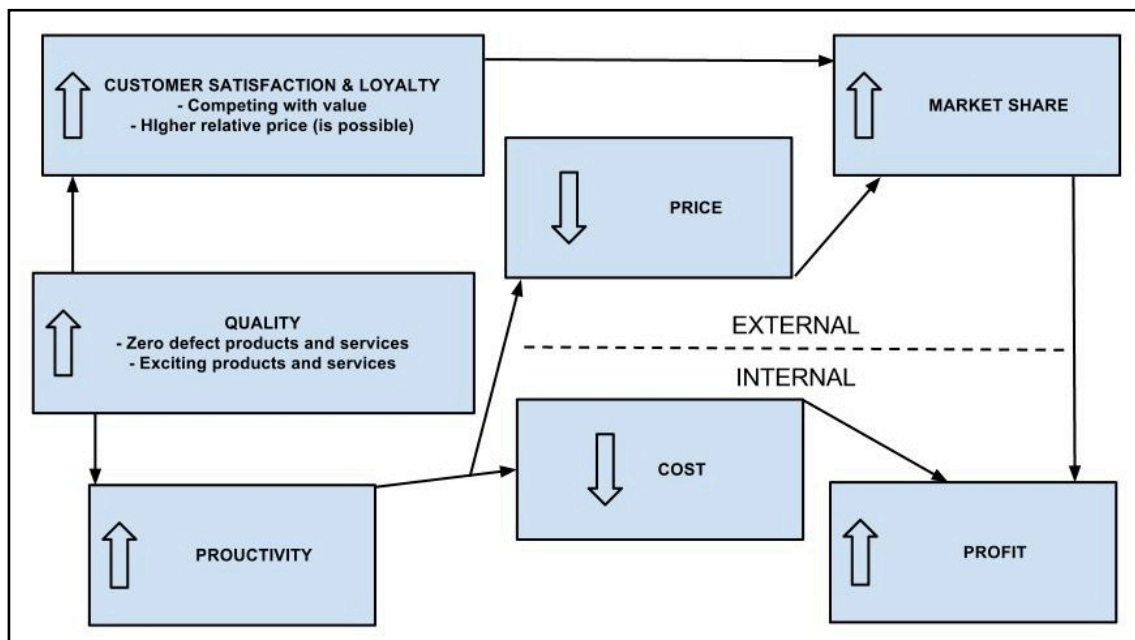 CUSTOMER SATISFACTION & LOYALTY
- Competing with value
- HIgher relative price (is possible)
MARKET SHARE
PRICE
QUALITY
- Zero defect products and services
- Exciting products and services
EXTERNAL
INTERNAL
COST
PROUCTIVITY
PROFIT